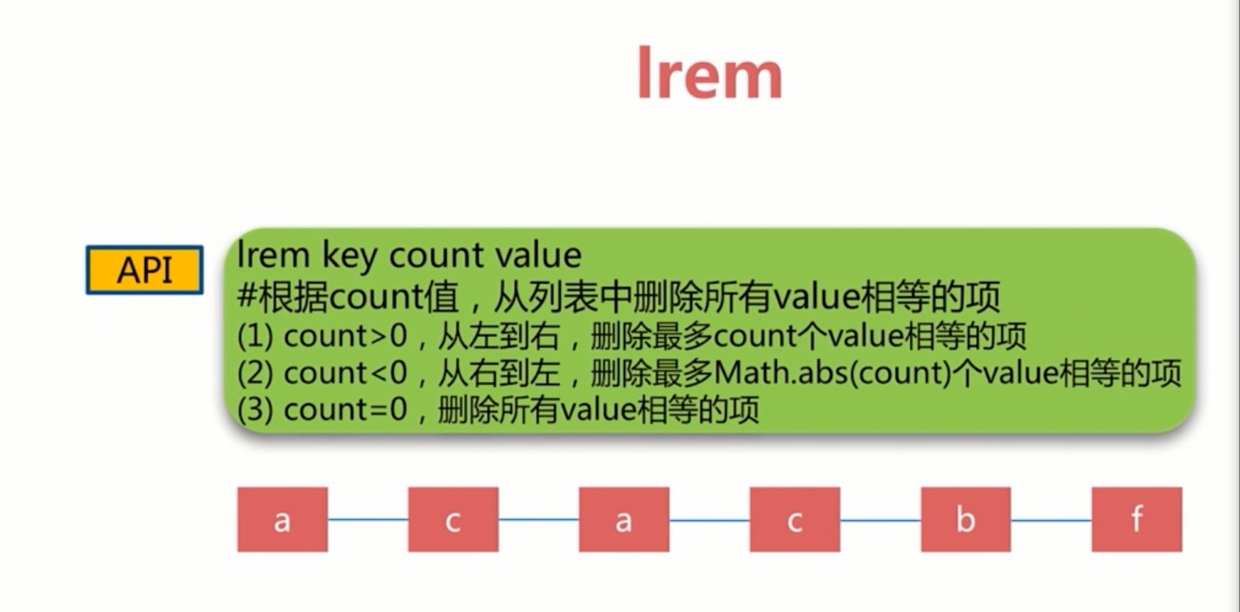 lrem
API
lrem key count value
#根据count值，从列表中删除所有value相等的项
(1) count>0，从左到右，删除最多count个value相等的项
(2) count<0，从右到左，删除最多Math.abs(count)个value相等的项
(3) count=0，删除所有value相等的项
a c a c b f